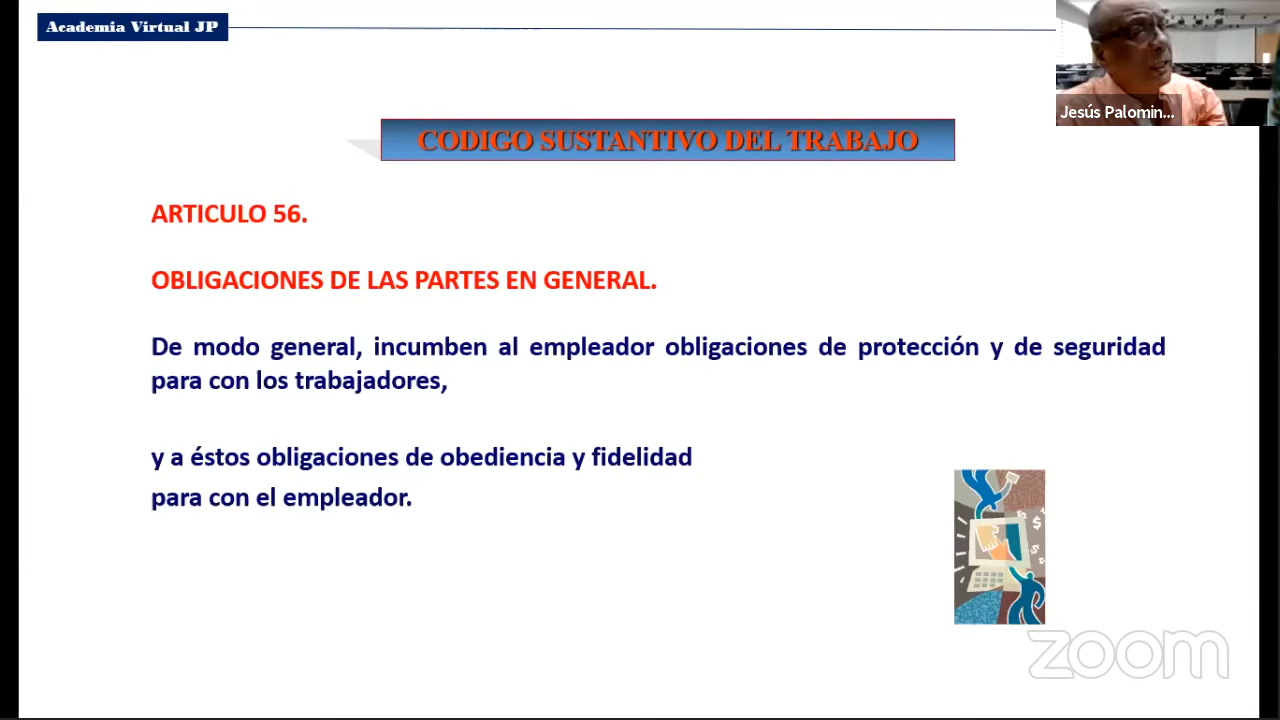 Academia Virtual JP
Jesús Palomin...
CODIGO SUSTANTIVO DEL TRABAJO
ARTICULO 56.
OBLIGACIONES DE LAS PARTES EN GENERAL.
De modo general, incumben al empleador obligaciones de protección y de seguridad
para con los trabajadores,
y a éstos obligaciones de obediencia y fidelidad
para con el empleador.
zoom